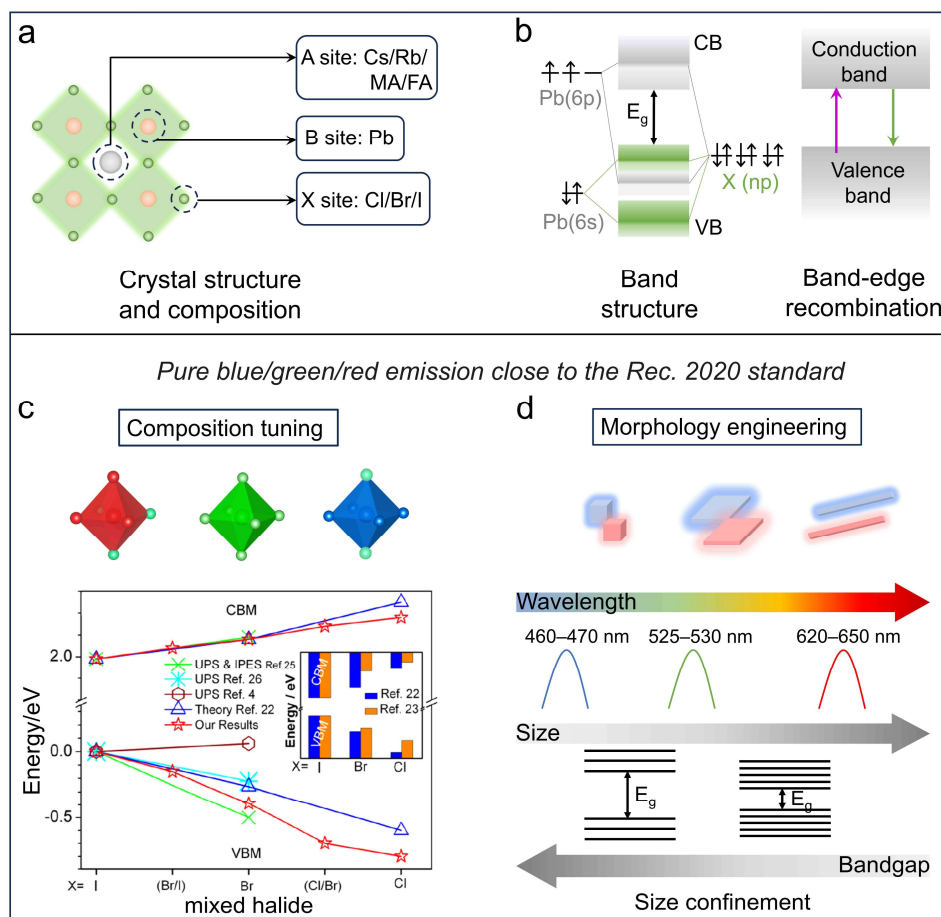 a
A site: Cs/Rb/
MA/FA
B site: Pb
X site: Cl/Br/I
Crystal structure
and composition
b
CB
Pb(6p)
E_g
X (np)
Pb(6s)
VB
Band
structure
Conduction
band
Valence
band
Band-edge
recombination
Pure blue/green/red emission close to the Rec. 2020 standard
c
Composition tuning
CBM
2.0
UPS & IPES Ref 25
UPS Ref. 26
UPS Ref. 4
Theory Ref. 22
Our Results
Energy / eV
CBM
VBM
Ref. 22
Ref. 23
X= I Br Cl
Energy/eV
0.0
-0.5
VBM
X= I (Br/I) Br (Cl/Br) Cl
mixed halide
d
Morphology engineering
Wavelength
460–470 nm 525–530 nm 620–650 nm
Size
E_g E_g
Bandgap
Size confinement